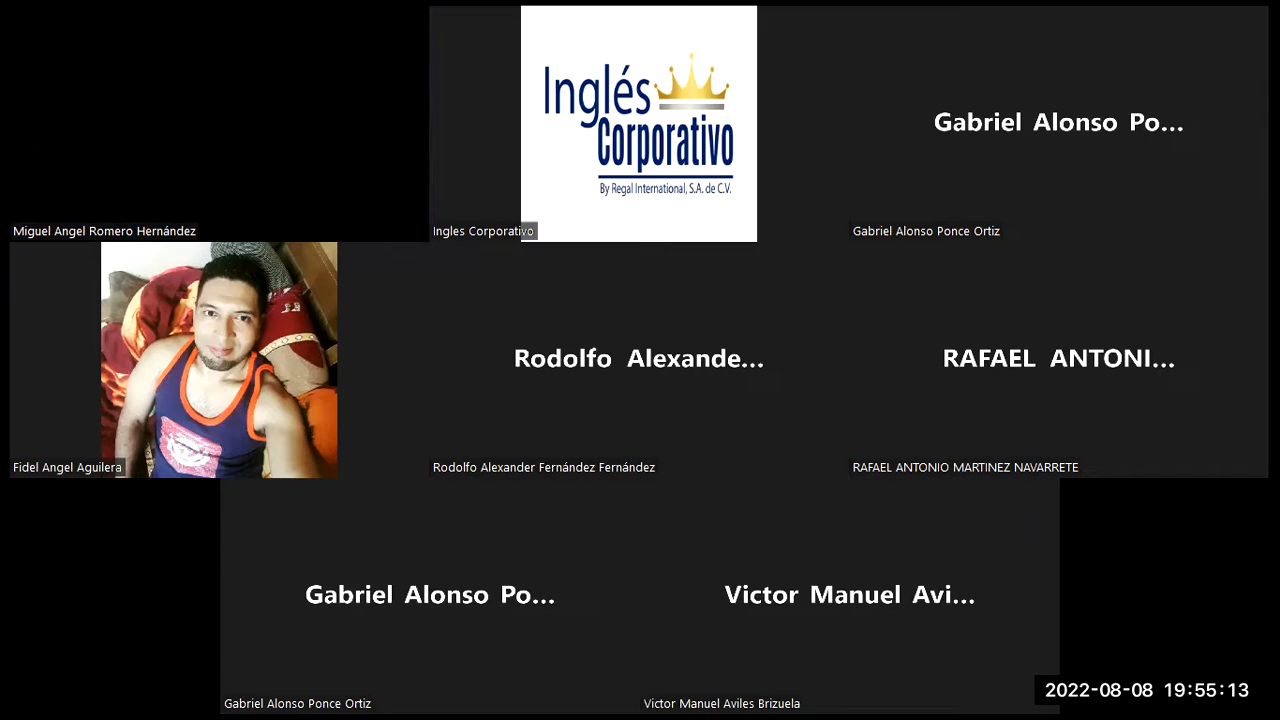 Inglés
Corporativo
By Regal International, S.A. de C.V.
Gabriel Alonso Po...
Miguel Angel Romero Hernández
Ingles Corporativo
Gabriel Alonso Ponce Ortiz
Rodolfo Alexande...
RAFAEL ANTONI...
Fidel Angel Aguilera
Rodolfo Alexander Fernández Fernández
RAFAEL ANTONIO MARTINEZ NAVARRETE
Gabriel Alonso Po...
Victor Manuel Avi...
Gabriel Alonso Ponce Ortiz
Victor Manuel Aviles Brizuela
2022-08-08 19:55:13